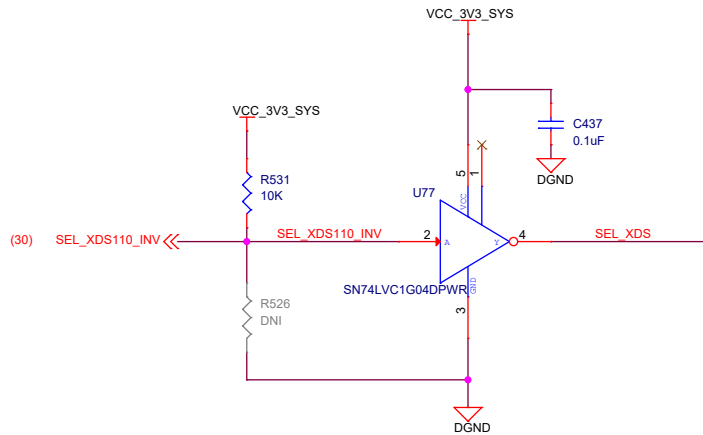 VCC_3V3_SYS
VCC_3V3_SYS
C437
0.1uF
DGND
R531
10K
U77
5
1
VCC
(30)
SEL_XDS110_INV
SEL_XDS110_INV
2
A
Y
4
SEL_XDS
SN74LVC1G04DPWR
GND
3
R526
DNI
DGND